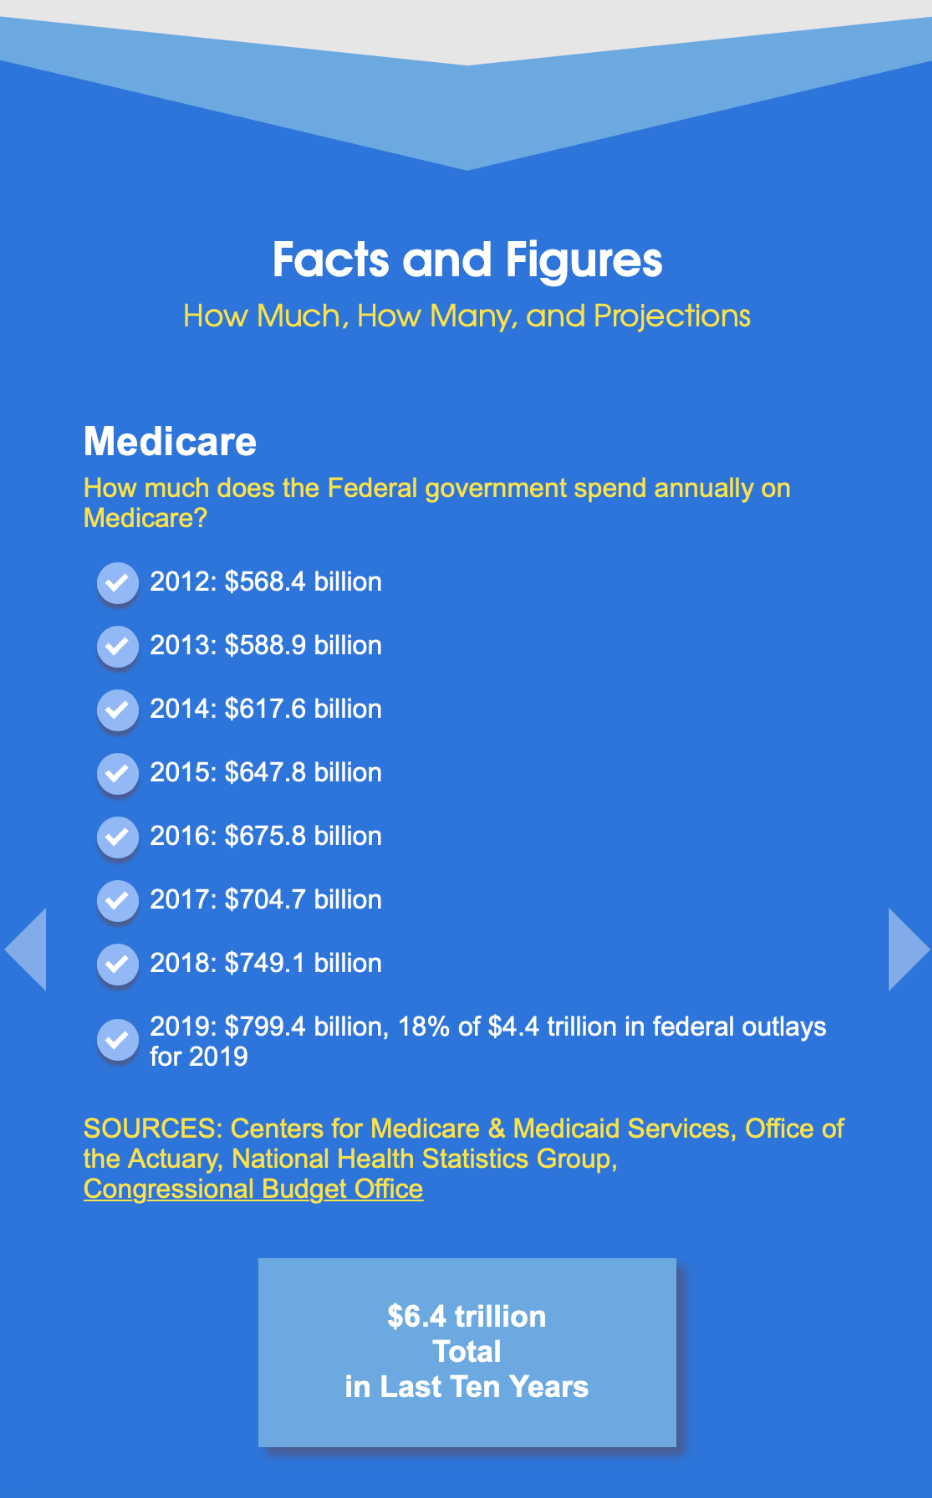 Facts and Figures
How Much, How Many, and Projections
Medicare
How much does the Federal government spend annually on
Medicare?
2012: $568.4 billion
2013: $588.9 billion
2014: $617.6 billion
2015: $647.8 billion
2016: $675.8 billion
2017: $704.7 billion
2018: $749.1 billion
2019: $799.4 billion, 18% of $4.4 trillion in federal outlays
for 2019
SOURCES: Centers for Medicare & Medicaid Services, Office of
the Actuary, National Health Statistics Group,
Congressional Budget Office
$6.4 trillion
Total
in Last Ten Years